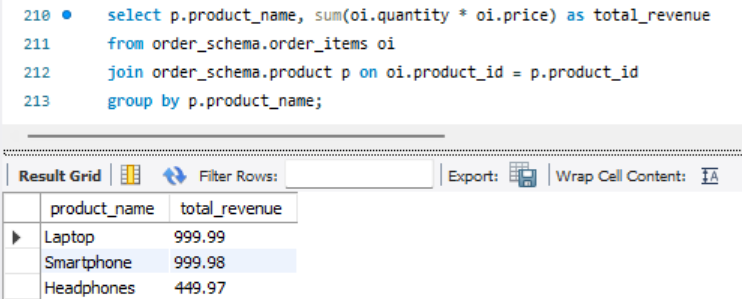 210 select p.product_name, sum(oi.quantity * oi.price) as total_revenue
211 from order_schema.order_items oi
212 join order_schema.product p on oi.product_id = p.product_id
213 group by p.product_name;
Result Grid Filter Rows: Export: Wrap Cell Content: IA
product_name total_revenue
Laptop 999.99
Smartphone 999.98
Headphones 449.97